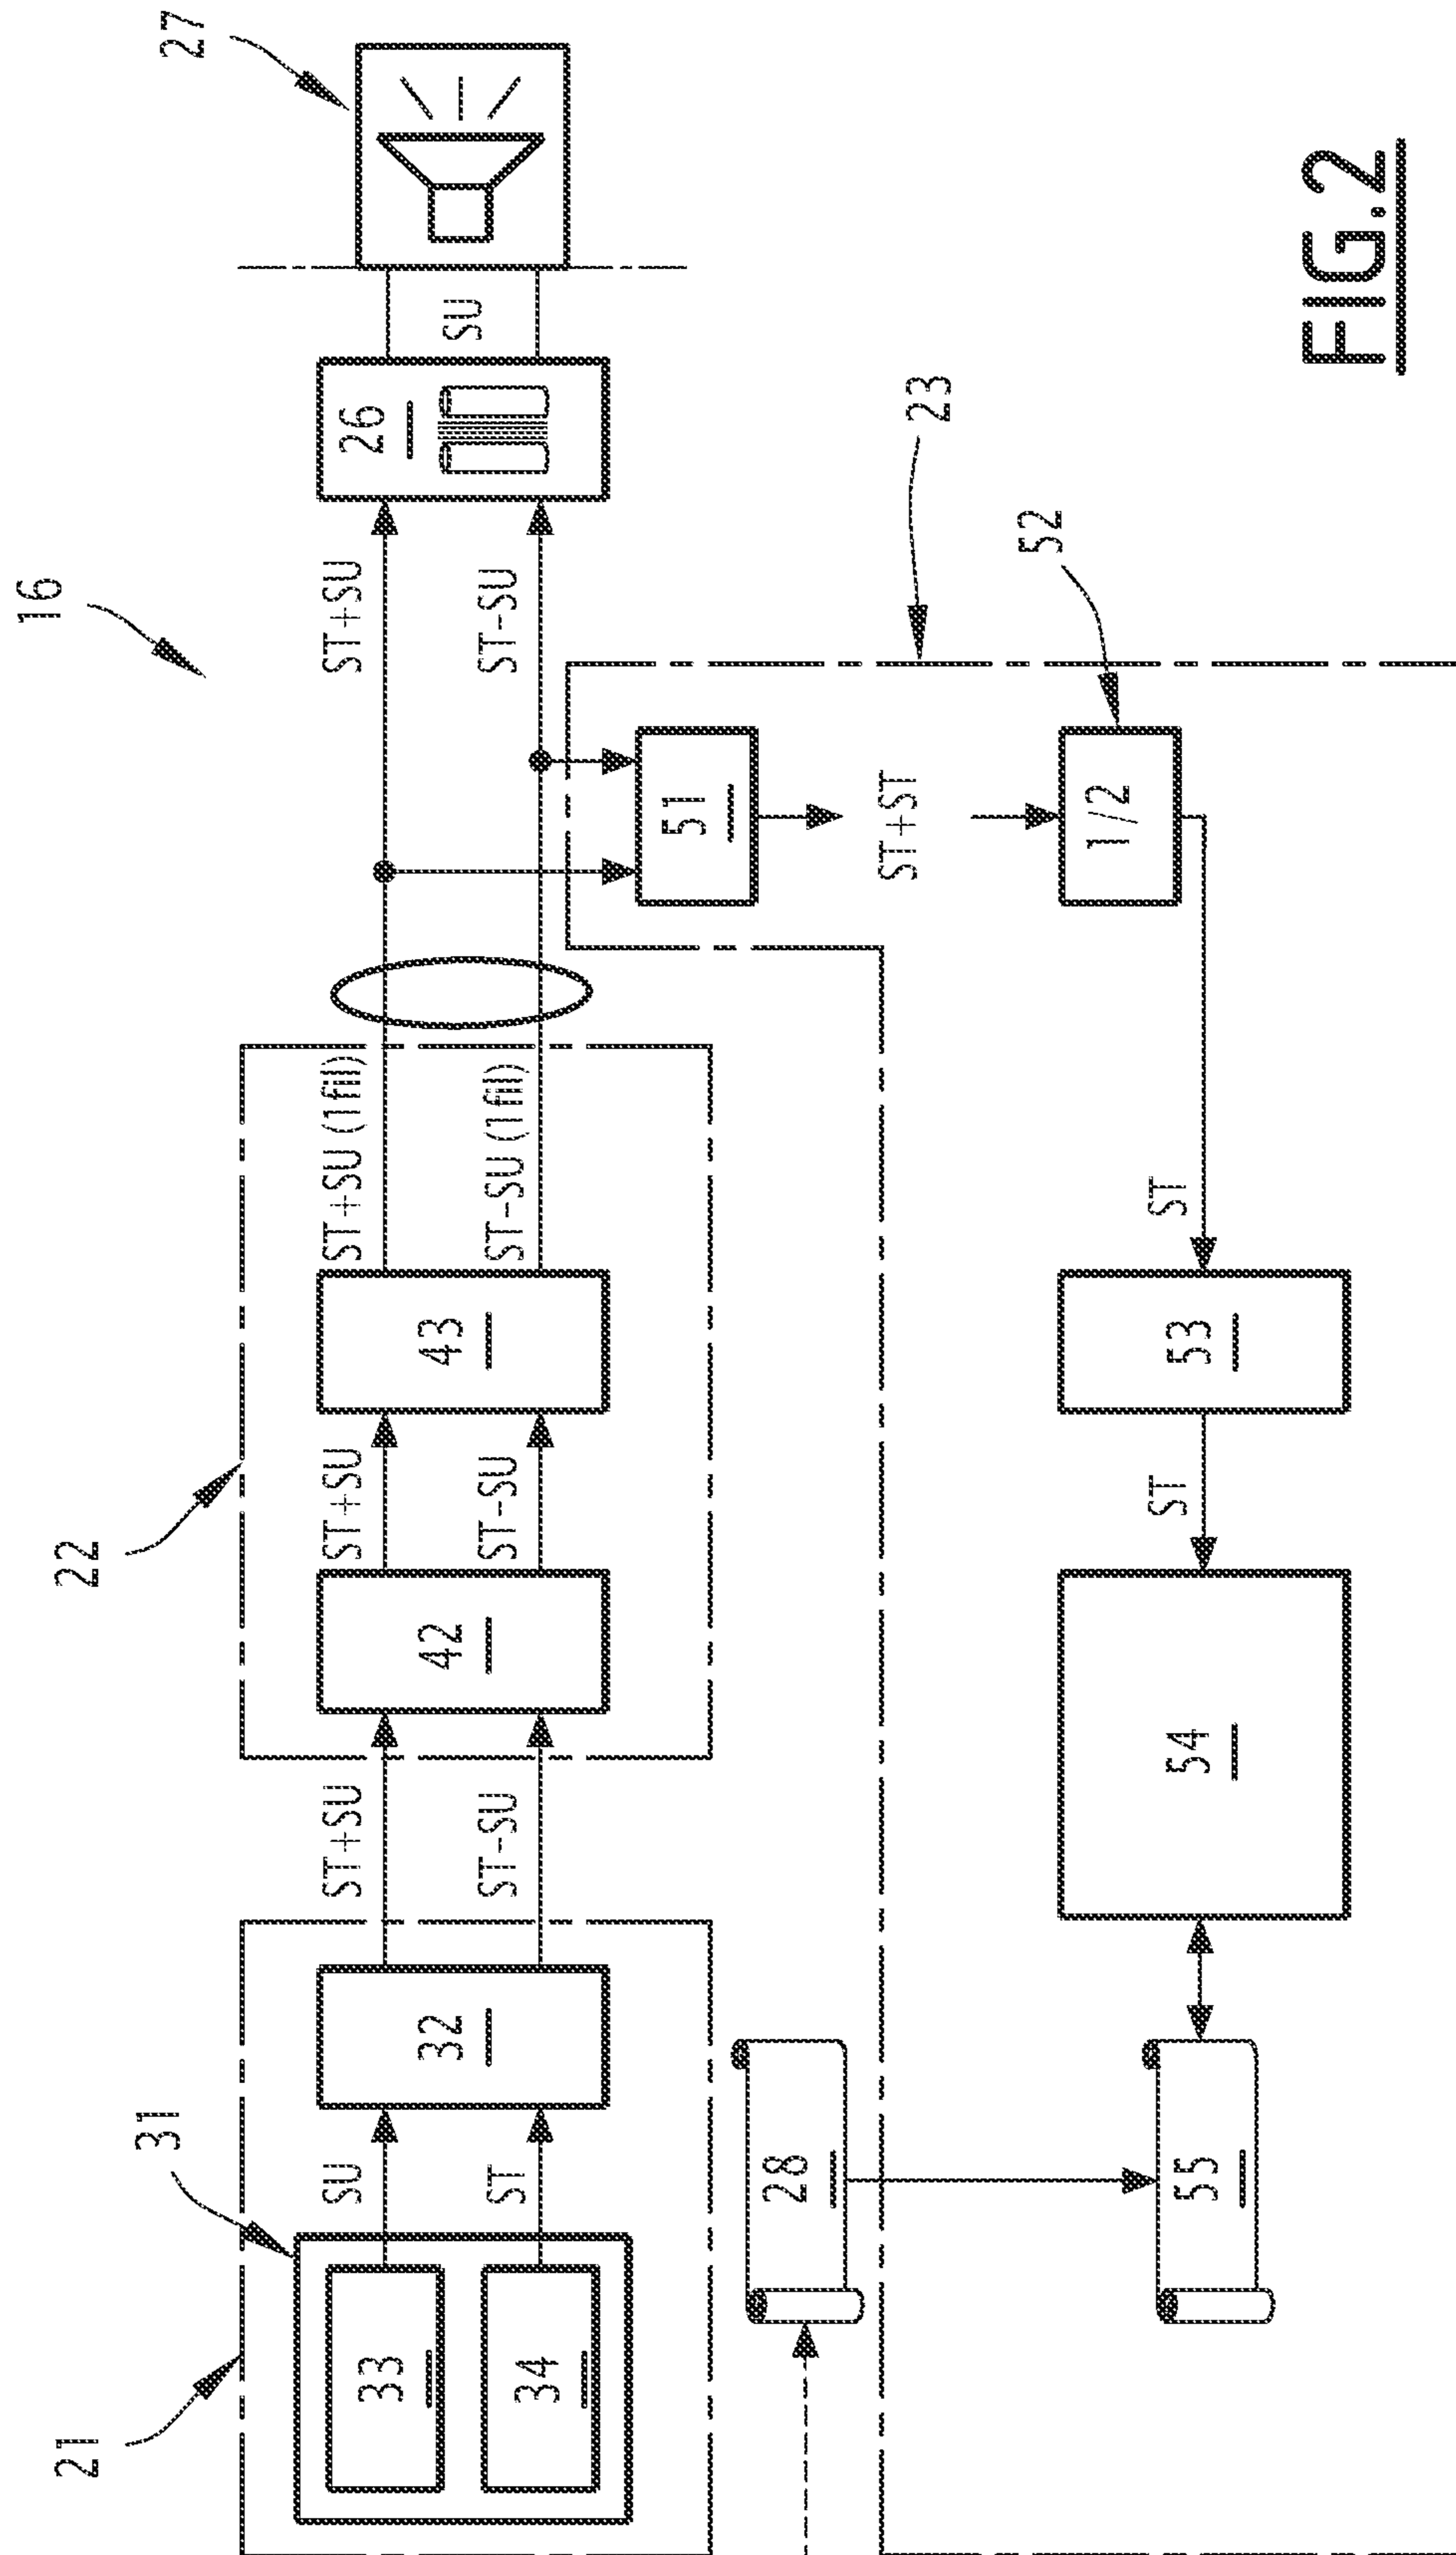 16
21
31
22
27
33
34
SU
ST
32
ST+SU
ST-SU
42
ST+SU
ST-SU
43
ST+SU (1fil)
ST-SU (1fil)
ST+SU
ST-SU
26
SU
23
51
ST+ST
52
1/2
28
55
54
ST
53
ST
FIG.2